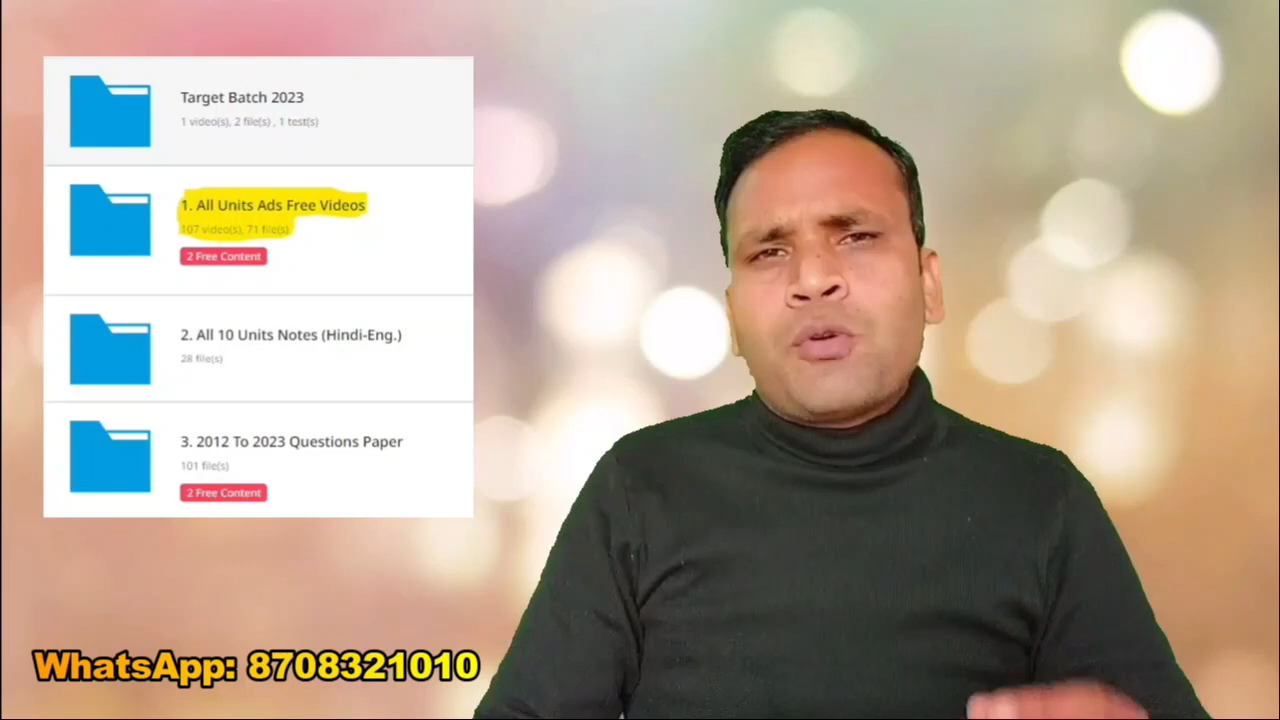 Target Batch 2023
1 video(s), 2 file(s) , 1 test(s)
1. All Units Ads Free Videos
107 video(s), 71 file(s)
2 Free Content
2. All 10 Units Notes (Hindi-Eng.)
28 file(s)
3. 2012 To 2023 Questions Paper
101 file(s)
2 Free Content
WhatsApp: 8708321010